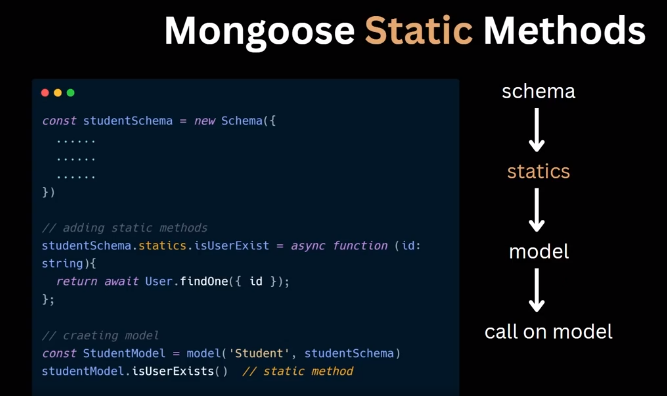 Mongoose Static Methods
const studentSchema = new Schema({
......
......
......
})
// adding static methods
studentSchema.statics.isUserExist = async function (id:
string){
return await User.findOne({ id });
};
// craeting model
const StudentModel = model('Student', studentSchema)
studentModel.isUserExists() // static method
schema
statics
model
call on model